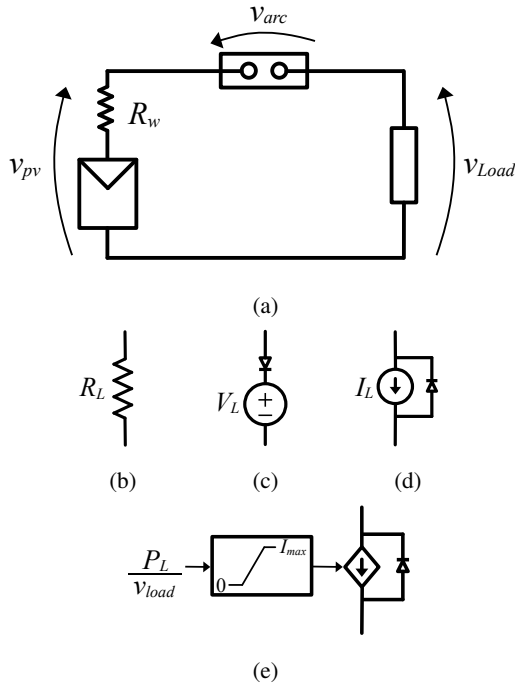 v_arc
R_w
v_pv
v_Load
(a)
R_L
V_L
+
−
I_L
(b)
(c)
(d)
P_L
v_load
0
I_max
(e)